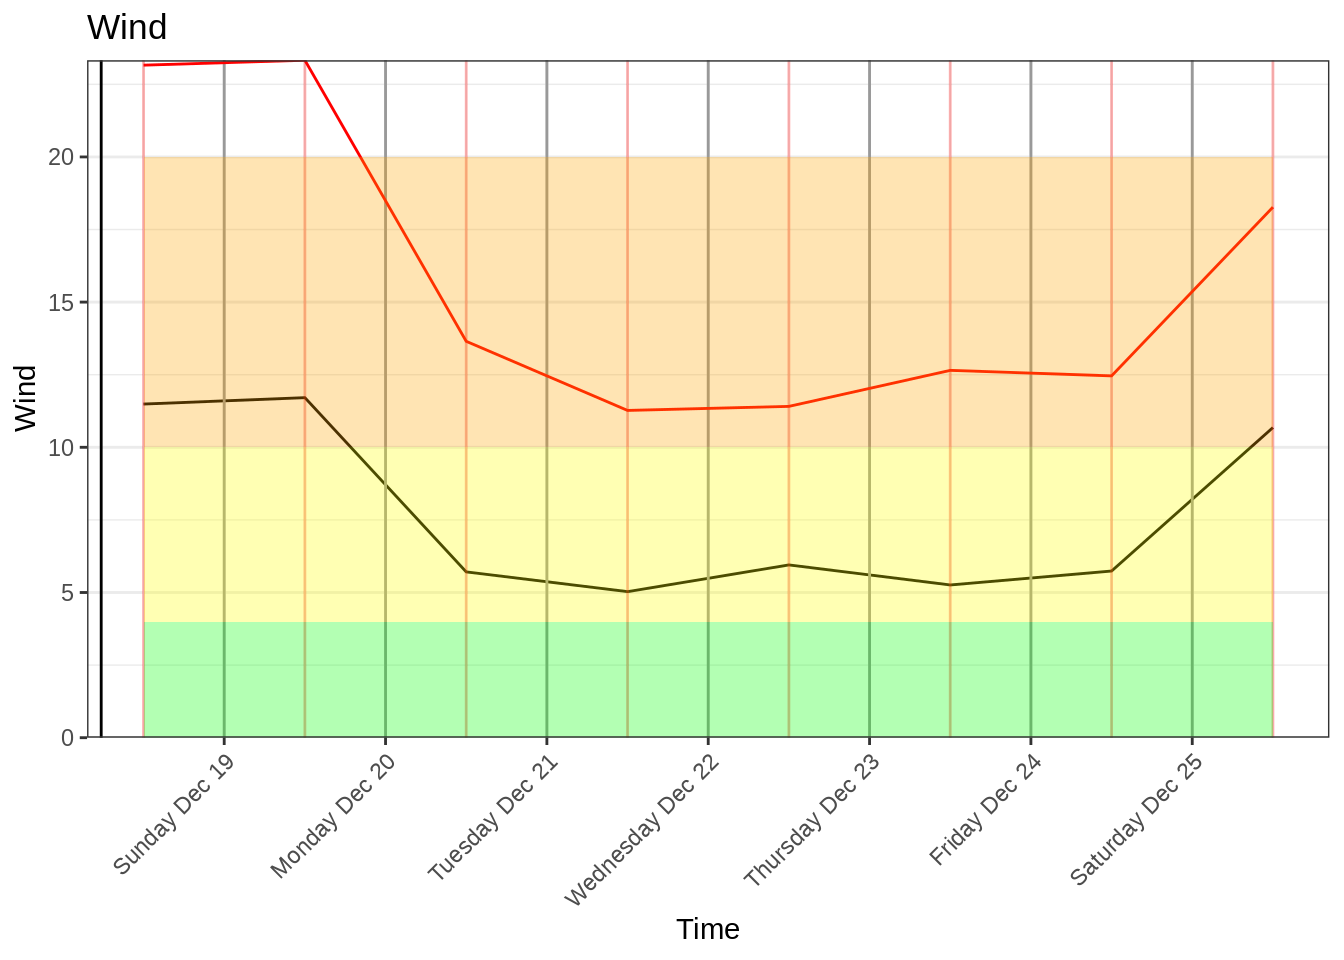 Wind
Wind
20
15
10
5
0
Sunday Dec 19
Monday Dec 20
Tuesday Dec 21
Wednesday Dec 22
Thursday Dec 23
Friday Dec 24
Saturday Dec 25
Time